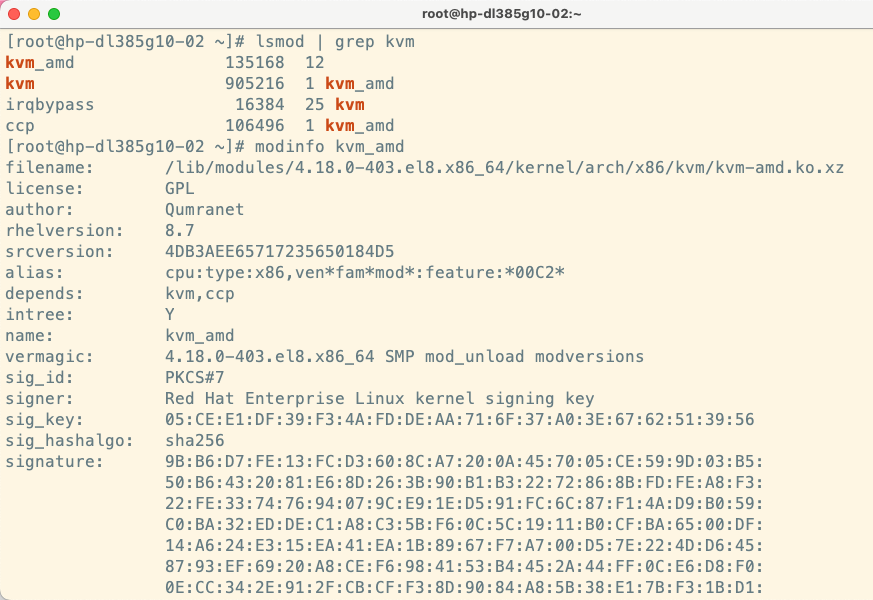 root@hp-dl385g10-02:~
[root@hp-dl385g10-02 ~]# lsmod | grep kvm
kvm_amd               135168  12
kvm                   905216  1 kvm_amd
irqbypass              16384  25 kvm
ccp                   106496  1 kvm_amd
[root@hp-dl385g10-02 ~]# modinfo kvm_amd
filename:       /lib/modules/4.18.0-403.el8.x86_64/kernel/arch/x86/kvm/kvm-amd.ko.xz
license:        GPL
author:         Qumranet
rhelversion:    8.7
srcversion:     4DB3AEE65717235650184D5
alias:          cpu:type:x86,ven*fam*mod*:feature:*00C2*
depends:        kvm,ccp
intree:         Y
name:           kvm_amd
vermagic:       4.18.0-403.el8.x86_64 SMP mod_unload modversions
sig_id:         PKCS#7
signer:         Red Hat Enterprise Linux kernel signing key
sig_key:        05:CE:E1:DF:39:F3:4A:FD:DE:AA:71:6F:37:A0:3E:67:62:51:39:56
sig_hashalgo:   sha256
signature:      9B:B6:D7:FE:13:FC:D3:60:8C:A7:20:0A:45:70:05:CE:59:9D:03:B5:
                50:B6:43:20:81:E6:8D:26:3B:90:B1:B3:22:72:86:8B:FD:FE:A8:F3:
                22:FE:33:74:76:94:07:9C:E9:1E:D5:91:FC:6C:87:F1:4A:D9:B0:59:
                C0:BA:32:ED:DE:C1:A8:C3:5B:F6:0C:5C:19:11:B0:CF:BA:65:00:DF:
                14:A6:24:E3:15:EA:41:EA:1B:89:67:F7:A7:00:D5:7E:22:4D:D6:45:
                87:93:EF:69:20:A8:CE:F6:98:41:53:B4:45:2A:44:FF:0C:E6:D8:F0:
                0E:CC:34:2E:91:2F:CB:CF:F3:8D:90:84:A8:5B:38:E1:7B:F3:1B:D1: